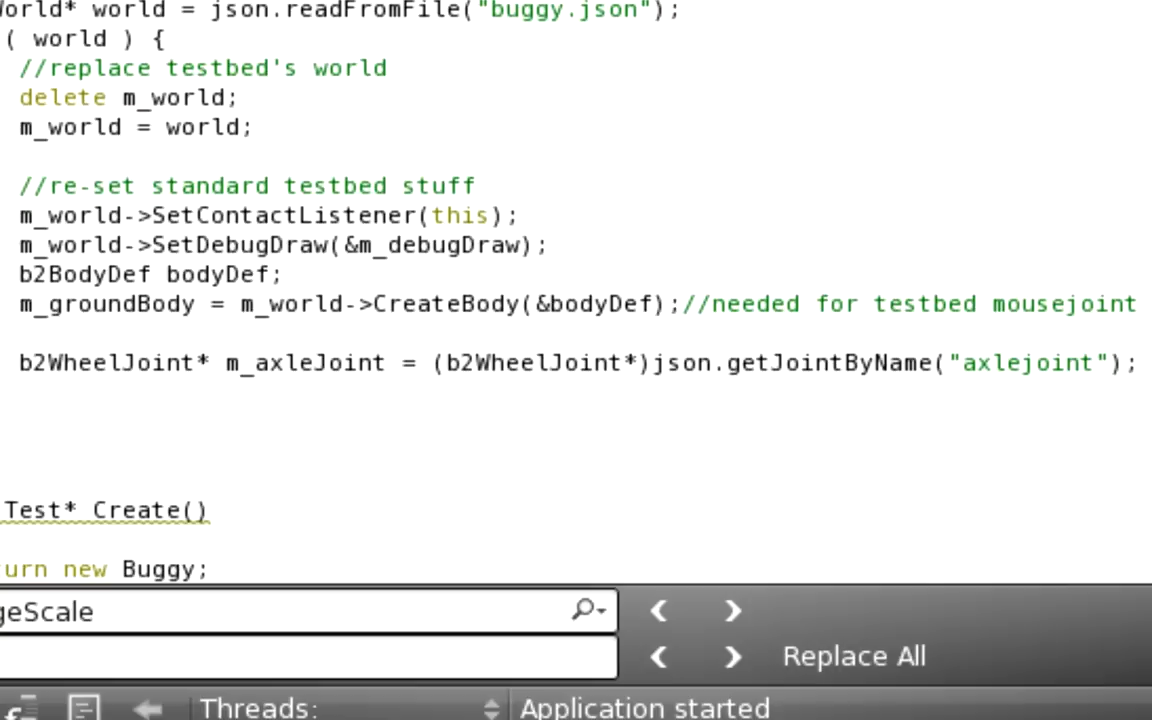 World* world = json.readFromFile("buggy.json");
( world ) {
//replace testbed's world
delete m_world;
m_world = world;
//re-set standard testbed stuff
m_world->SetContactListener(this);
m_world->SetDebugDraw(&m_debugDraw);
b2BodyDef bodyDef;
m_groundBody = m_world->CreateBody(&bodyDef);//needed for testbed mousejoint
b2WheelJoint* m_axleJoint = (b2WheelJoint*)json.getJointByName("axlejoint");
Test* Create()
urn new Buggy;
geScale
Replace All
Threads:
Application started